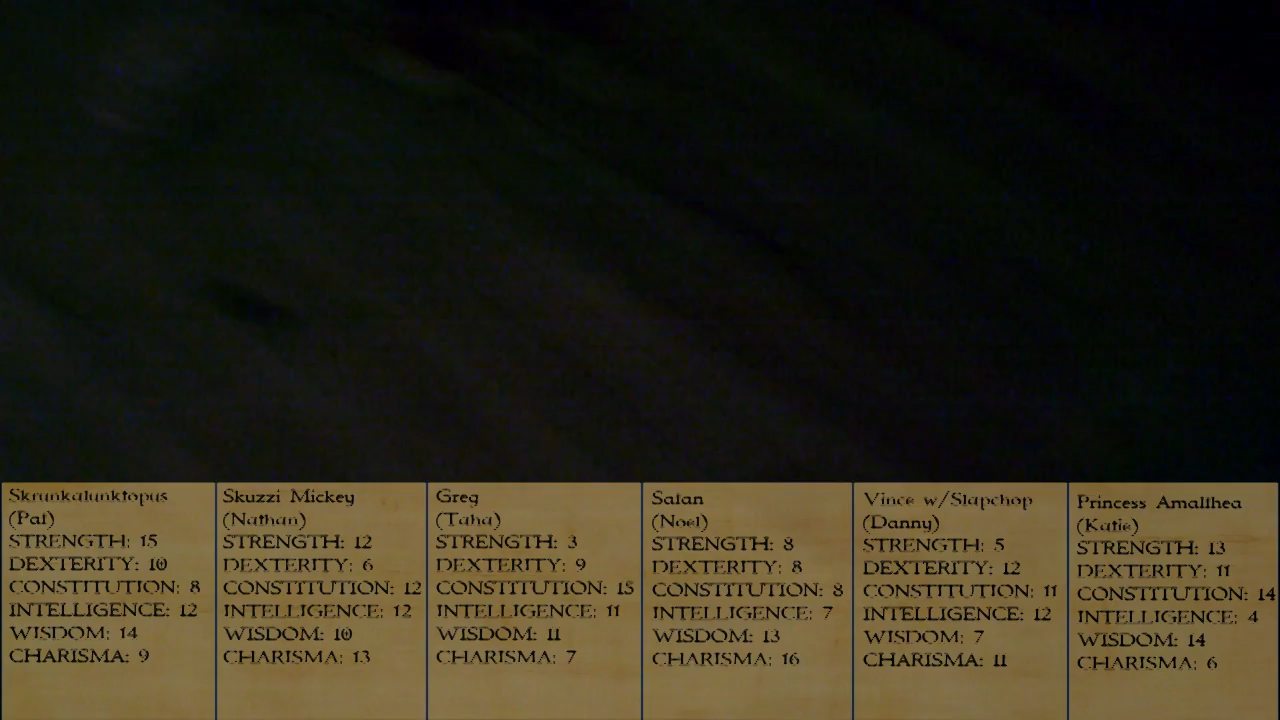 Skrunkalunktopus
(Pat)
STRENGTH: 15
DEXTERITY: 10
CONSTITUTION: 8
INTELLIGENCE: 12
WISDOM: 14
CHARISMA: 9
Skuzzi Mickey
(Nathan)
STRENGTH: 12
DEXTERITY: 6
CONSTITUTION: 12
INTELLIGENCE: 12
WISDOM: 10
CHARISMA: 13
Greg
(Taha)
STRENGTH: 3
DEXTERITY: 9
CONSTITUTION: 15
INTELLIGENCE: 11
WISDOM: 11
CHARISMA: 7
Satan
(Noel)
STRENGTH: 8
DEXTERITY: 8
CONSTITUTION: 8
INTELLIGENCE: 7
WISDOM: 13
CHARISMA: 16
Vince w/Slapchop
(Danny)
STRENGTH: 5
DEXTERITY: 12
CONSTITUTION: 11
INTELLIGENCE: 12
WISDOM: 7
CHARISMA: 11
Princess Amalthea
(Katie)
STRENGTH: 13
DEXTERITY: 11
CONSTITUTION: 14
INTELLIGENCE: 4
WISDOM: 14
CHARISMA: 6